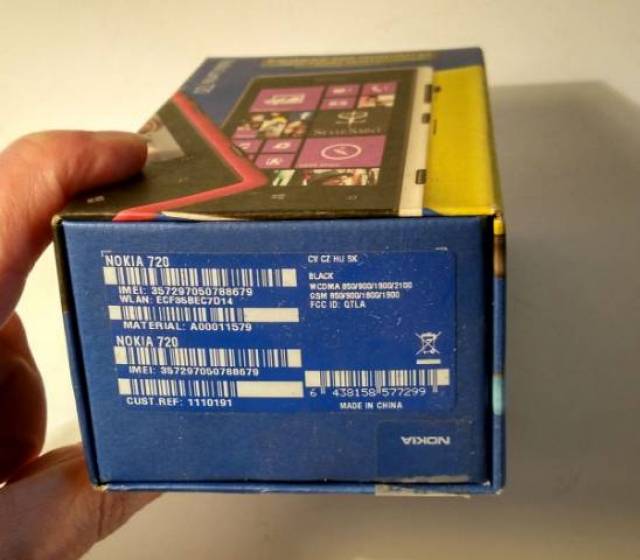 NOKIA 720
IMEI: 357297050788679
WLAN: ECF35BEC7D14
MATERIAL: A00011579
NOKIA 720
IMEI: 357297050788679
CUST.REF: 1110191
CV CZ HU SK
BLACK
WCDMA 850/900/1900/2100
GSM 850/900/1800/1900
FCC ID: QTLA
6 438158 577299
MADE IN CHINA
NOKIA